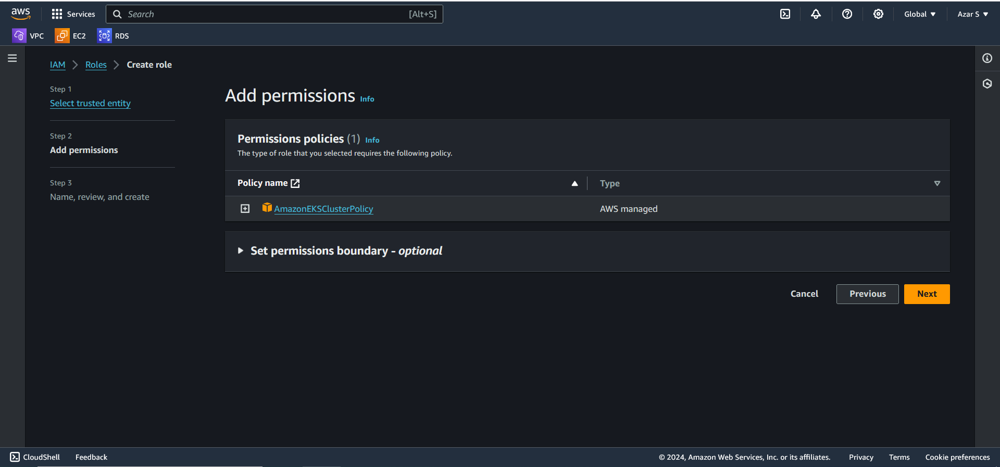 aws
Services
Search
[Alt+S]
Global
Azar S
VPC
EC2
RDS
IAM
Roles
Create role
Step 1
Select trusted entity
Step 2
Add permissions
Step 3
Name, review, and create
Add permissions Info
Permissions policies (1) Info
The type of role that you selected requires the following policy.
Policy name
Type
AmazonEKSClusterPolicy
AWS managed
Set permissions boundary - optional
Cancel
Previous
Next
CloudShell
Feedback
© 2024, Amazon Web Services, Inc. or its affiliates.
Privacy
Terms
Cookie preferences